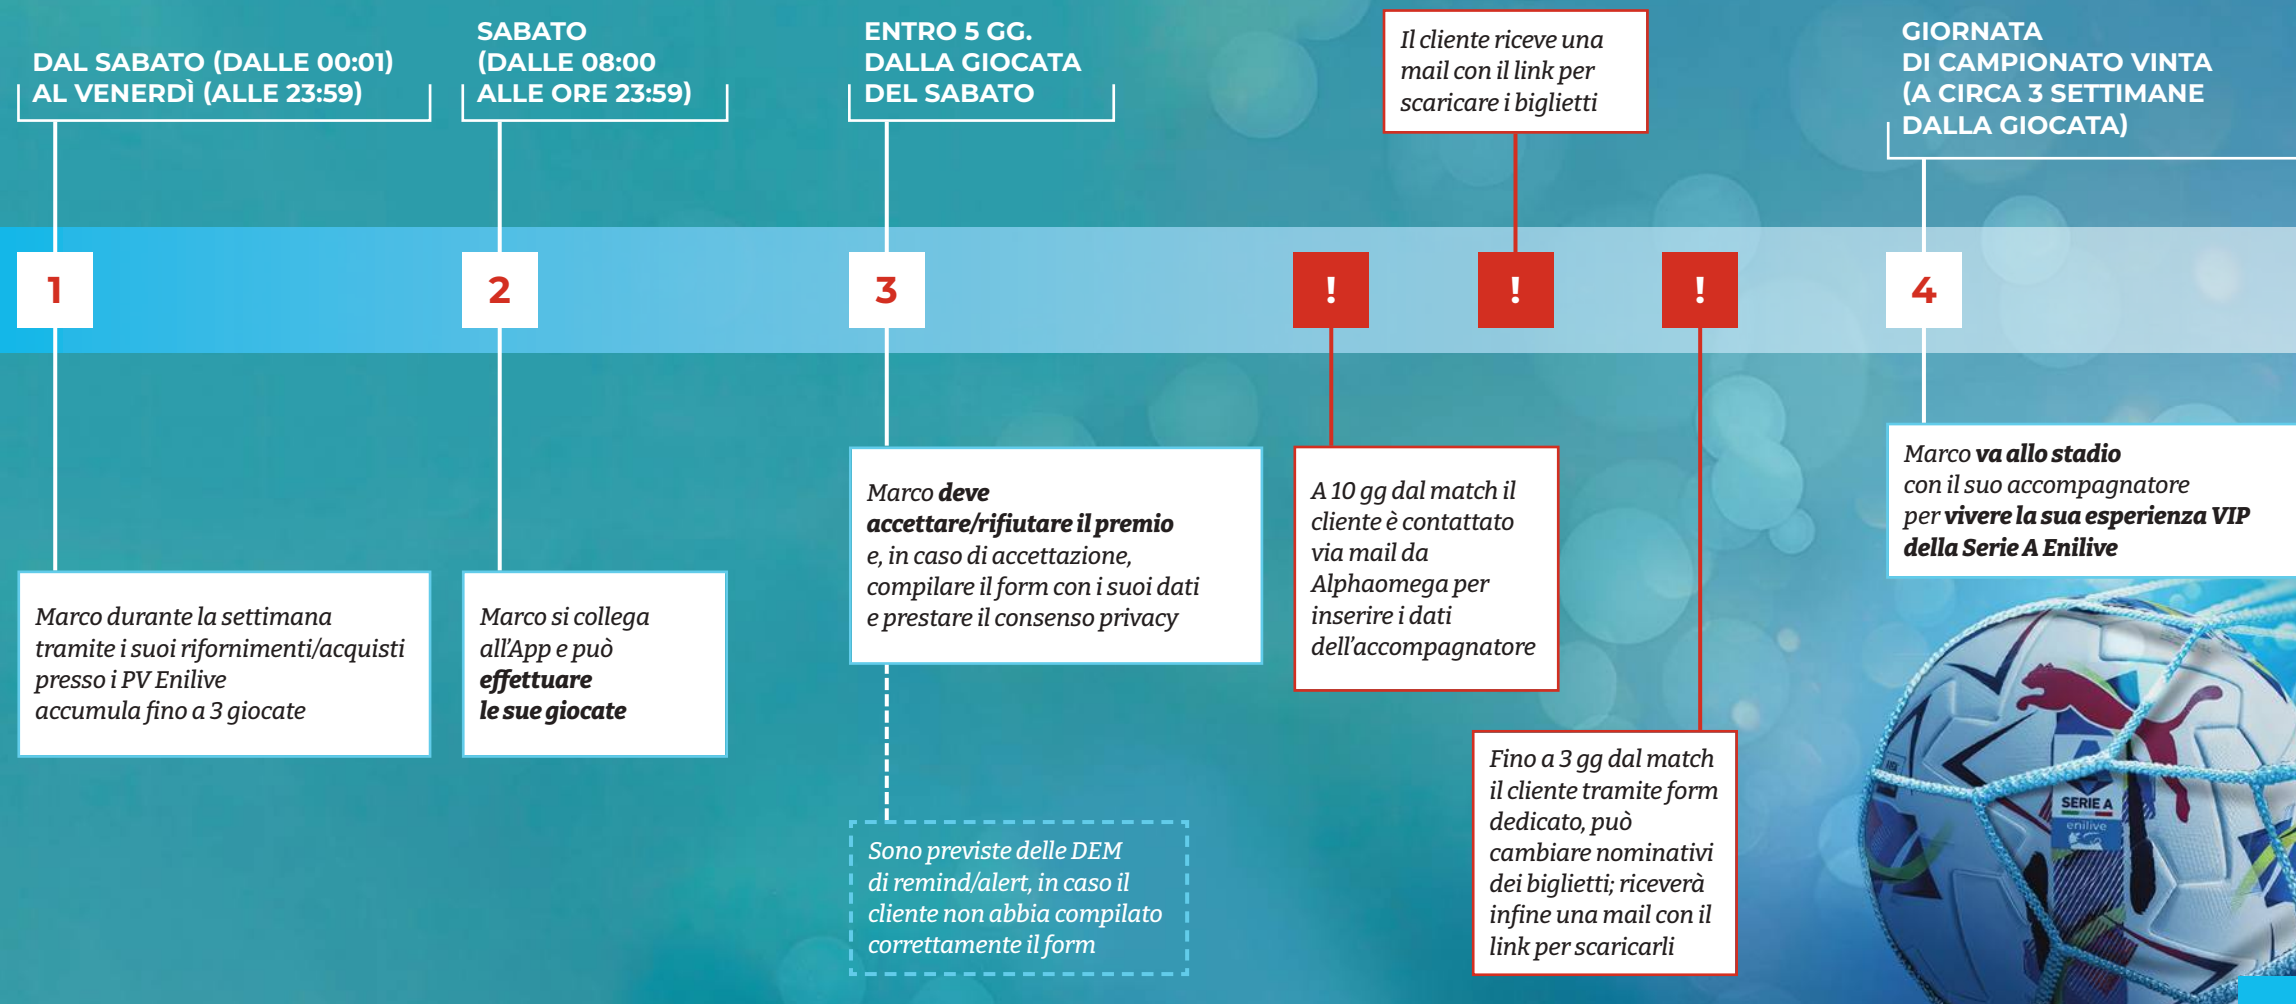 DAL SABATO (DALLE 00:01)
AL VENERDÌ (ALLE 23:59)
1
Marco durante la settimana
tramite i suoi rifornimenti/acquisti
presso i PV Enilive
accumula fino a 3 giocate
SABATO
(DALLE 08:00
ALLE ORE 23:59)
2
Marco si collega
all'App e può
effettuare
le sue giocate
ENTRO 5 GG.
DALLA GIOCATA
DEL SABATO
3
Marco deve
accettare/rifiutare il premio
e, in caso di accettazione,
compilare il form con i suoi dati
e prestare il consenso privacy
Sono previste delle DEM
di remind/alert, in caso il
cliente non abbia compilato
correttamente il form
!
A 10 gg dal match il
cliente è contattato
via mail da
Alphaomega per
inserire i dati
dell'accompagnatore
Il cliente riceve una
mail con il link per
scaricare i biglietti
!
!
Fino a 3 gg dal match
il cliente tramite form
dedicato, può
cambiare nominativi
dei biglietti; riceverà
infine una mail con il
link per scaricarli
GIORNATA
DI CAMPIONATO VINTA
(A CIRCA 3 SETTIMANE
DALLA GIOCATA)
4
Marco va allo stadio
con il suo accompagnatore
per vivere la sua esperienza VIP
della Serie A Enilive
SERIE A
enilive